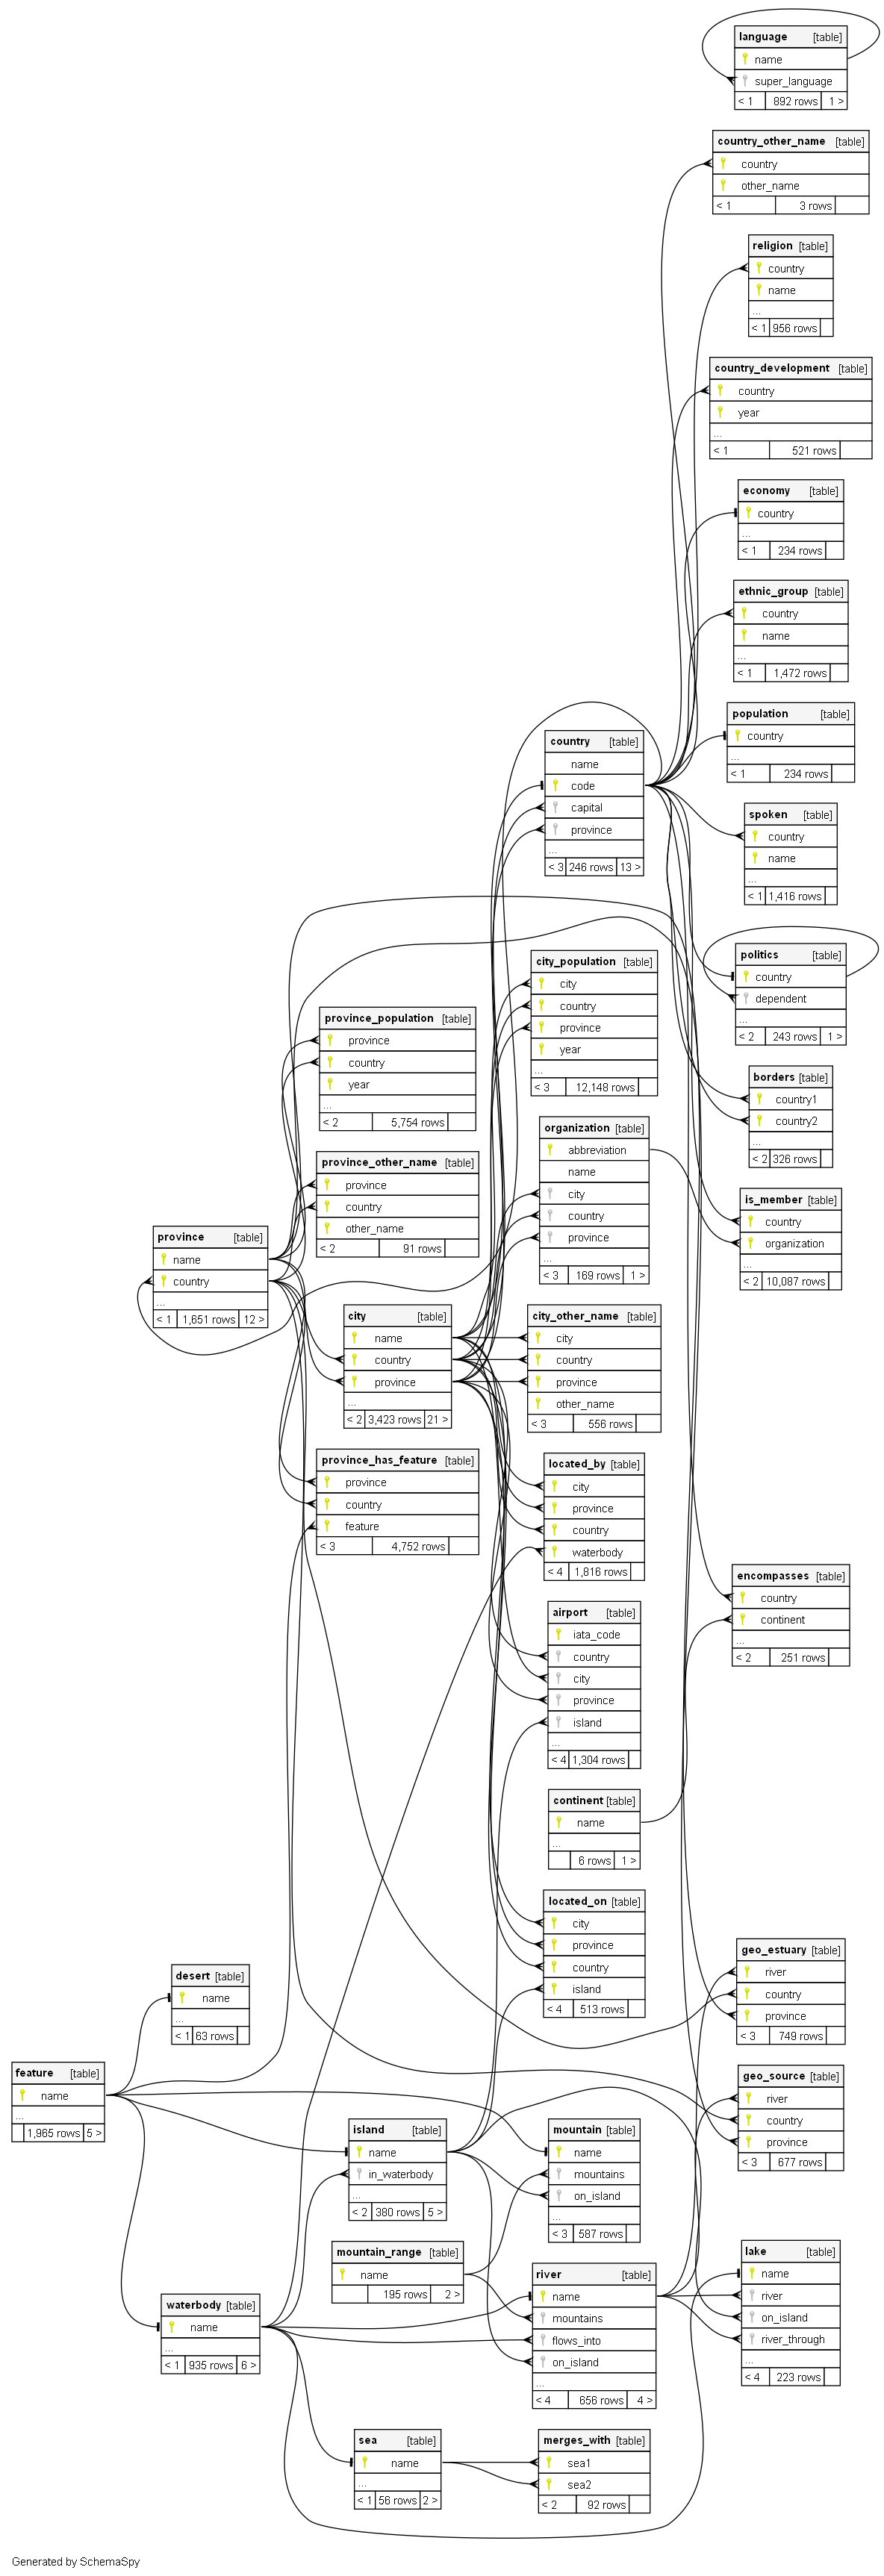 language [table]
name
super_language
< 1 892 rows 1 >
country_other_name [table]
country
other_name
< 1 3 rows
religion [table]
country
name
...
< 1 956 rows
country_development [table]
country
year
...
< 1 521 rows
economy [table]
country
...
< 1 234 rows
ethnic_group [table]
country
name
...
< 1 1,472 rows
population [table]
country
...
< 1 234 rows
country [table]
name
code
capital
province
...
< 3 246 rows 13 >
spoken [table]
country
name
...
< 1 1,416 rows
politics [table]
country
dependent
...
< 2 243 rows 1 >
city_population [table]
city
country
province
year
...
< 3 12,148 rows
province_population [table]
province
country
year
...
< 2 5,754 rows
borders [table]
country1
country2
...
< 2 326 rows
organization [table]
abbreviation
name
city
country
province
...
< 3 169 rows 1 >
province_other_name [table]
province
country
other_name
< 2 91 rows
is_member [table]
country
organization
...
< 2 10,087 rows
province [table]
name
country
...
< 1 1,651 rows 12 >
city [table]
name
country
province
...
< 2 3,423 rows 21 >
city_other_name [table]
city
country
province
other_name
< 3 556 rows
province_has_feature [table]
province
country
feature
< 3 4,752 rows
located_by [table]
city
province
country
waterbody
< 4 1,816 rows
encompasses [table]
country
continent
...
< 2 251 rows
airport [table]
iata_code
country
city
province
island
...
< 4 1,304 rows
continent [table]
name
...
6 rows 1 >
located_on [table]
city
province
country
island
< 4 513 rows
geo_estuary [table]
river
country
province
< 3 749 rows
desert [table]
name
...
< 1 63 rows
feature [table]
name
...
1,965 rows 5 >
geo_source [table]
river
country
province
< 3 677 rows
island [table]
name
in_waterbody
...
< 2 380 rows 5 >
mountain [table]
name
mountains
on_island
...
< 3 587 rows
mountain_range [table]
name
195 rows 2 >
lake [table]
name
river
on_island
river_through
...
< 4 223 rows
river [table]
name
mountains
flows_into
on_island
...
< 4 656 rows 4 >
waterbody [table]
name
...
< 1 935 rows 6 >
sea [table]
name
...
< 1 56 rows 2 >
merges_with [table]
sea1
sea2
< 2 92 rows
Generated by SchemaSpy